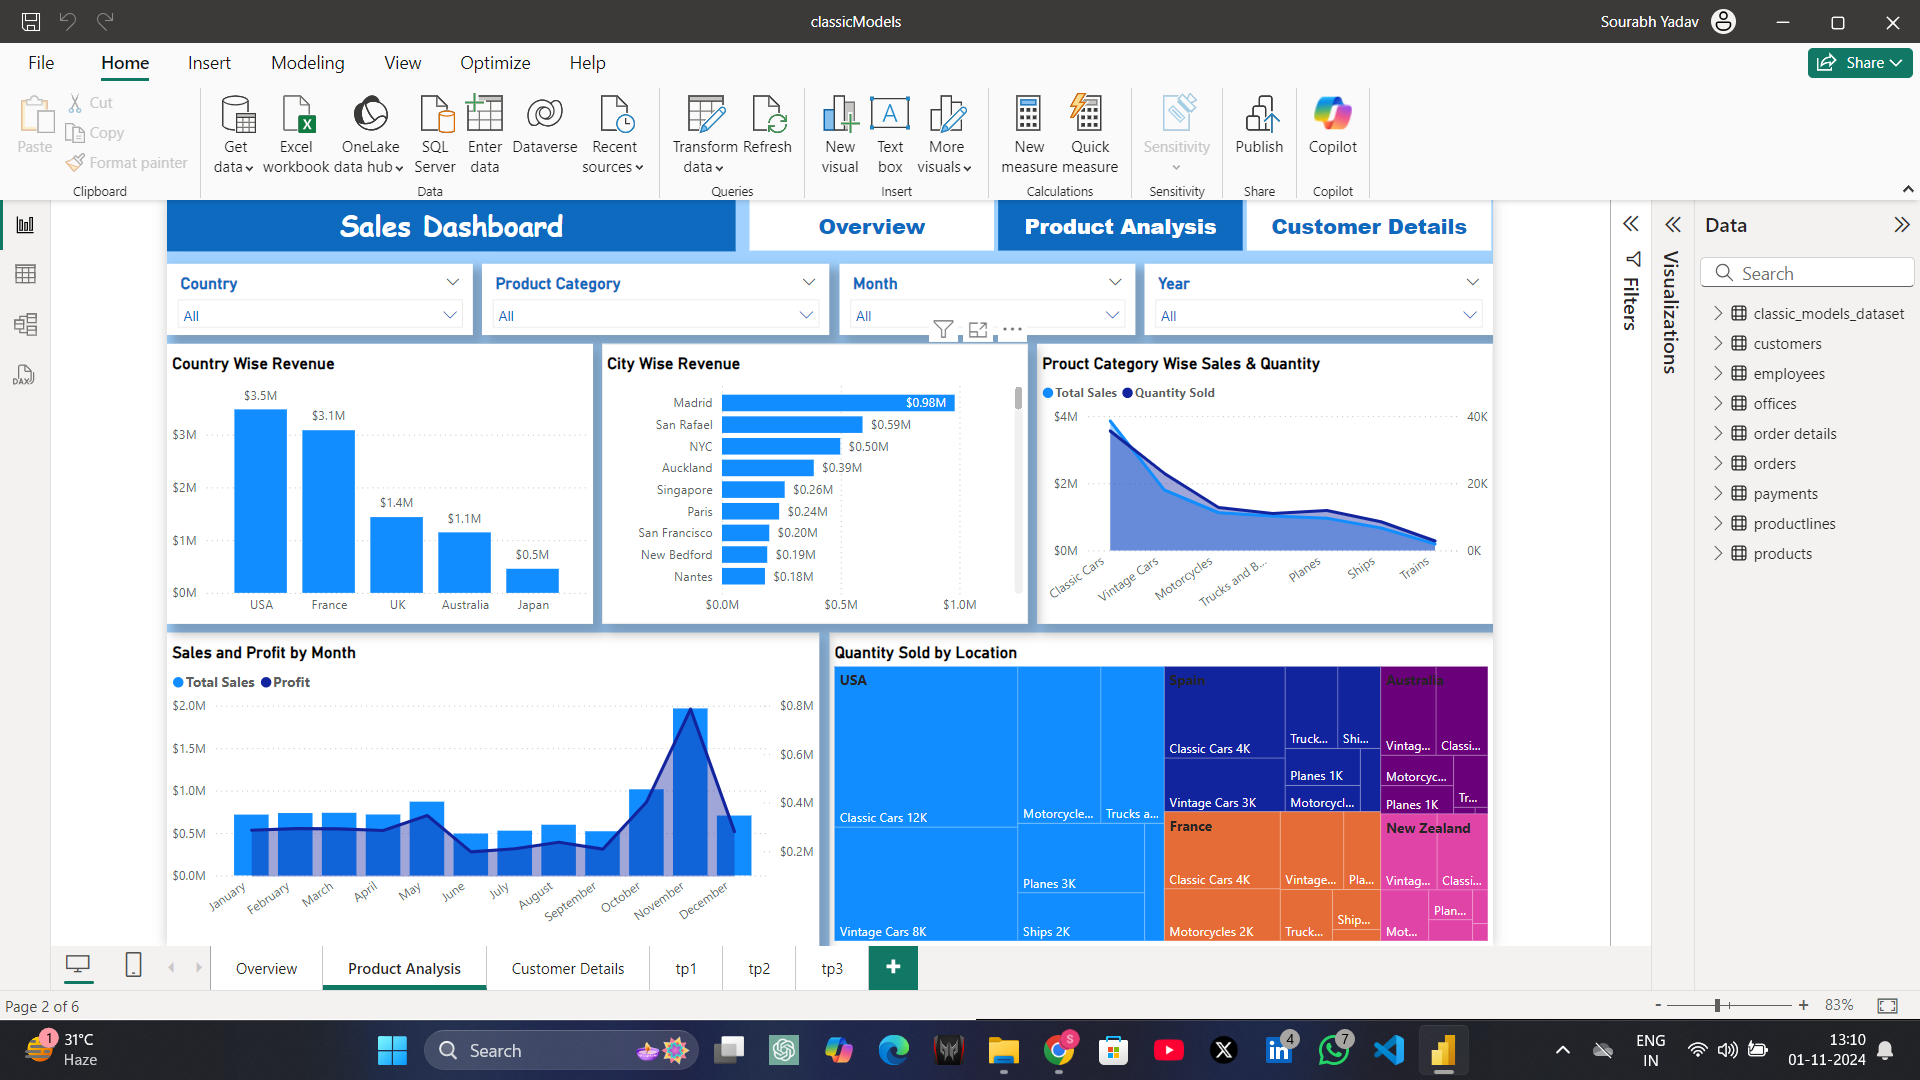 classicModels
Sourabh Yadav
File Home Insert Modeling View Optimize Help
Share
Paste
Cut
Copy
Format painter
Clipboard
Get data
Excel workbook
OneLake data hub
SQL Server
Enter data
Dataverse
Recent sources
Data
Transform data
Refresh
Queries
New visual
Text box
More visuals
Insert
New measure
Quick measure
Calculations
Sensitivity
Sensitivity
Publish
Share
Copilot
Copilot
Sales Dashboard
Overview
Product Analysis
Customer Details
Country
All
Product Category
All
Month
All
Year
All
Country Wise Revenue
$3.5M
$3.1M
$1.4M
$1.1M
$0.5M
$3M
$2M
$1M
$0M
USA France UK Australia Japan
City Wise Revenue
Madrid $0.98M
San Rafael $0.59M
NYC $0.50M
Auckland $0.39M
Singapore $0.26M
Paris $0.24M
San Francisco $0.20M
New Bedford $0.19M
Nantes $0.18M
$0.0M $0.5M $1.0M
Prouct Category Wise Sales & Quantity
Total Sales Quantity Sold
$4M 40K
$2M 20K
$0M 0K
Classic Cars Vintage Cars Motorcycles Trucks and B... Planes Ships Trains
Sales and Profit by Month
Total Sales Profit
$2.0M $0.8M
$1.5M $0.6M
$1.0M $0.4M
$0.5M $0.2M
$0.0M
January February March April May June July August September October November December
Quantity Sold by Location
USA
Classic Cars 12K
Vintage Cars 8K
Motorcycle...
Trucks a...
Planes 3K
Ships 2K
Spain
Classic Cars 4K
Vintage Cars 3K
Truck...
Shi...
Planes 1K
Motorcycl...
France
Classic Cars 4K
Motorcycles 2K
Vintage...
Pla...
Truck...
Ship...
Australia
Vintag...
Classi...
Motorcyc...
Planes 1K
Tr...
New Zealand
Vintag...
Classi...
Mot...
Plan...
Filters
Visualizations
Data
Search
classic_models_dataset
customers
employees
offices
order details
orders
payments
productlines
products
DAX
Overview Product Analysis Customer Details tp1 tp2 tp3
Page 2 of 6
83%
1
31°C
Haze
Search
S
4
7
ENG
IN
13:10
01-11-2024